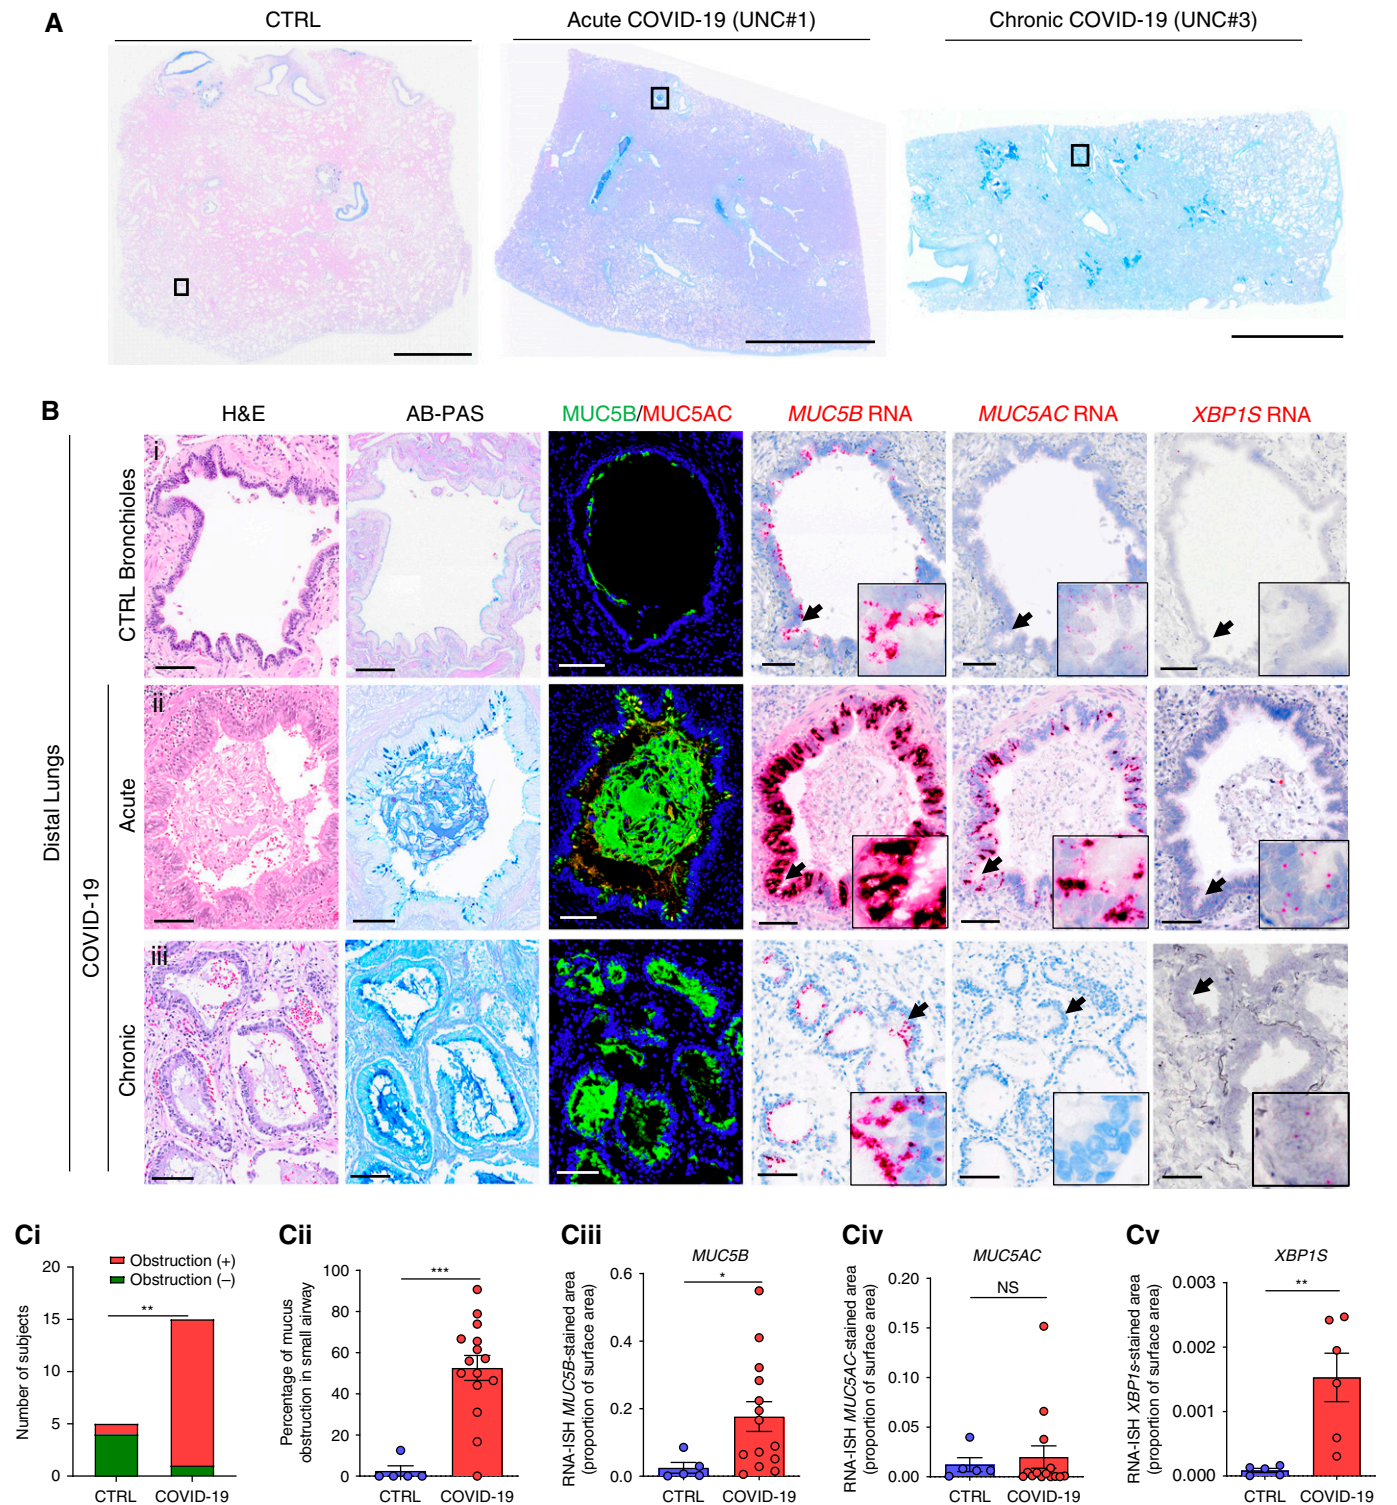 A
CTRL
Acute COVID-19 (UNC#1)
Chronic COVID-19 (UNC#3)
B
H&E
AB-PAS
MUC5B/MUC5AC
MUC5B RNA
MUC5AC RNA
XBP1S RNA
Distal Lungs
COVID-19
CTRL Bronchioles
i
Acute
ii
Chronic
iii
Ci
Obstruction (+)
Obstruction (–)
Number of subjects
20
15
10
5
0
**
CTRL
COVID-19
Cii
Percentage of mucus
obstruction in small airway
100
80
60
40
20
0
***
CTRL
COVID-19
Ciii
MUC5B
RNA-ISH MUC5B-stained area
(proportion of surface area)
0.6
0.4
0.2
0.0
*
CTRL
COVID-19
Civ
MUC5AC
RNA-ISH MUC5AC-stained area
(proportion of surface area)
0.20
0.15
0.10
0.05
0.00
NS
CTRL
COVID-19
Cv
XBP1S
RNA-ISH XBP1s-stained area
(proportion of surface area)
0.003
0.002
0.001
0.000
**
CTRL
COVID-19